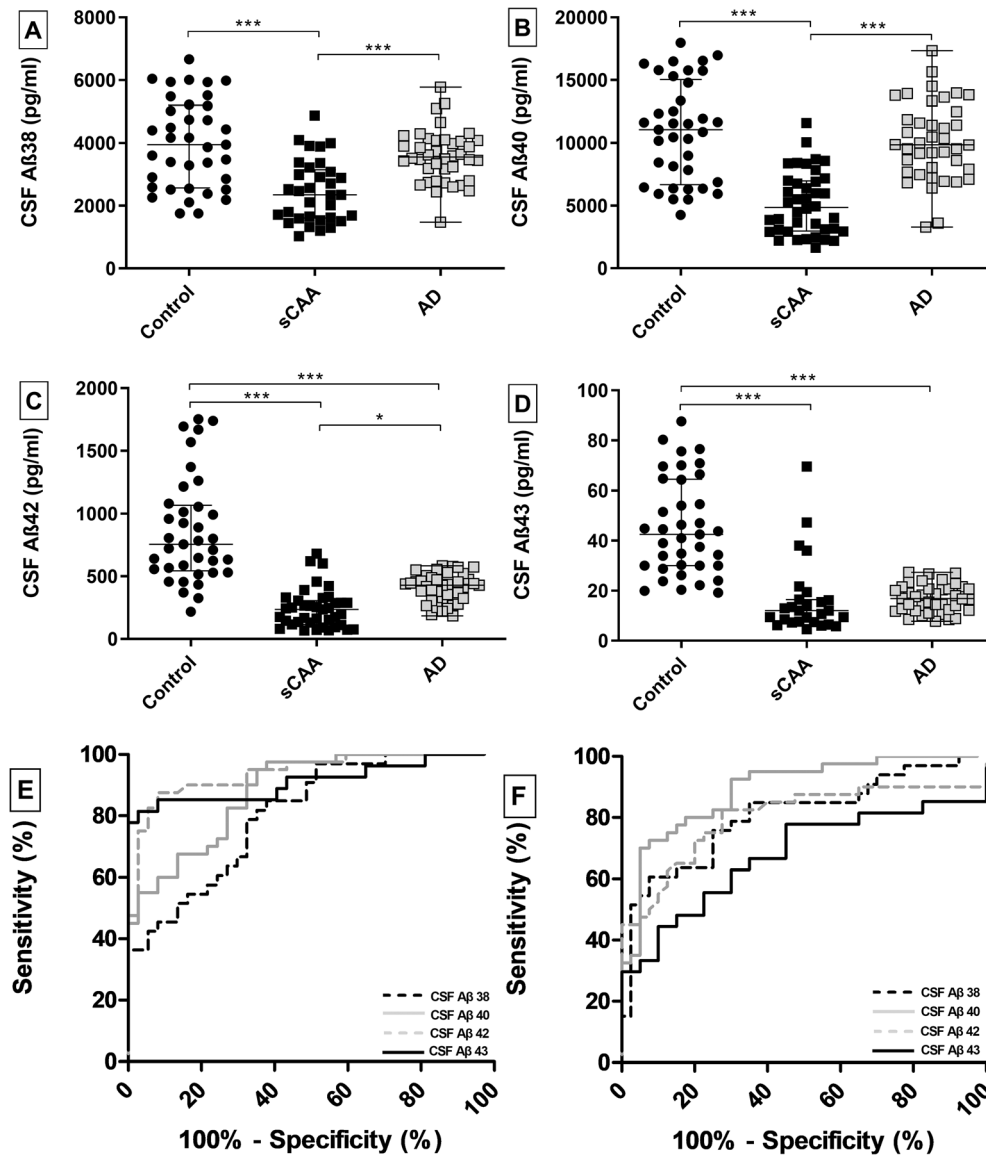 A
CSF Aß38 (pg/ml)
8000
6000
4000
2000
0
***
***
Control
sCAA
AD
B
CSF Aß40 (pg/ml)
20000
15000
10000
5000
0
***
***
Control
sCAA
AD
C
CSF Aß42 (pg/ml)
2000
1500
1000
500
0
***
***
*
Control
sCAA
AD
D
CSF Aß43 (pg/ml)
100
80
60
40
20
0
***
***
Control
sCAA
AD
E
Sensitivity (%)
100
80
60
40
20
0
CSF Aβ 38
CSF Aβ 40
CSF Aβ 42
CSF Aβ 43
0
20
40
60
80
100
100% - Specificity (%)
F
Sensitivity (%)
100
80
60
40
20
0
CSF Aβ 38
CSF Aβ 40
CSF Aβ 42
CSF Aβ 43
0
20
40
60
80
100
100% - Specificity (%)